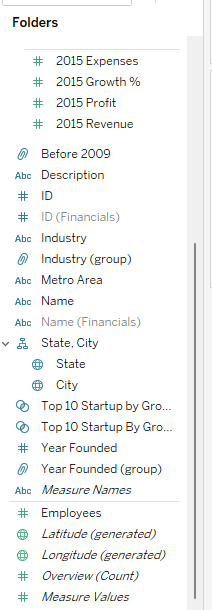 Folders
2015 Expenses
2015 Growth %
2015 Profit
2015 Revenue
Before 2009
Abc Description
ID
ID (Financials)
Abc Industry
Industry (group)
Abc Metro Area
Abc Name
Abc Name (Financials)
State, City
State
City
Top 10 Startup by Gro...
Top 10 Startup By Gro...
Year Founded
Year Founded (group)
Abc Measure Names
Employees
Latitude (generated)
Longitude (generated)
Overview (Count)
Measure Values